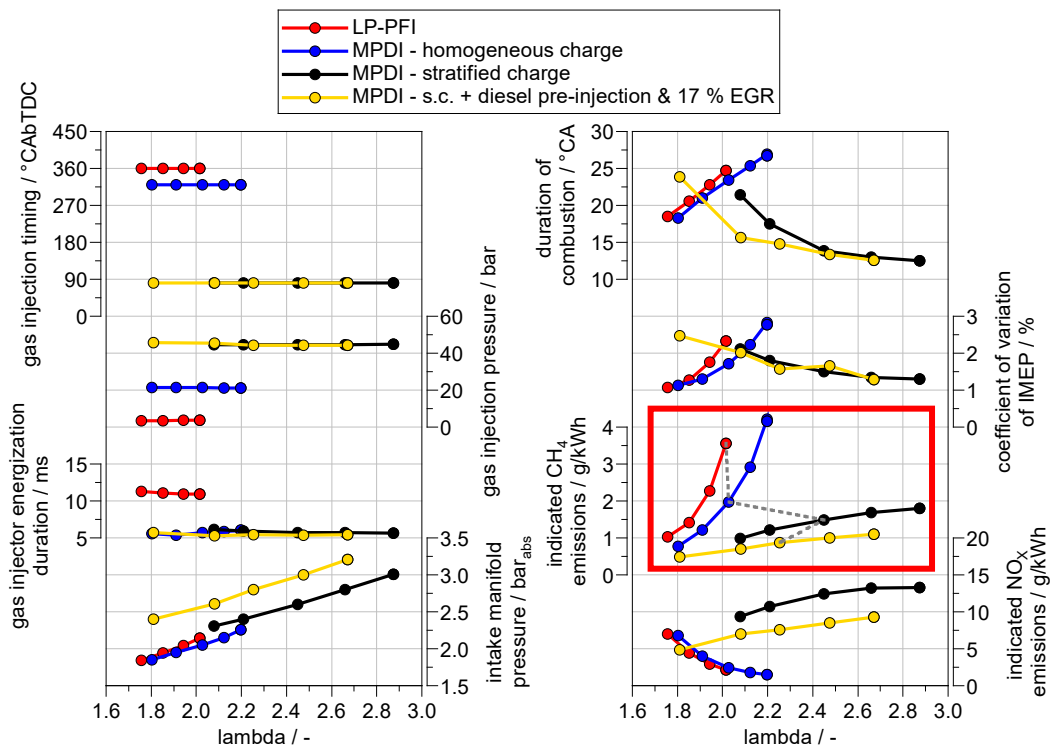 LP-PFI
MPDI - homogeneous charge
MPDI - stratified charge
MPDI - s.c. + diesel pre-injection & 17 % EGR
gas injection timing / °CAbTDC
450
360
270
180
90
0
gas injection pressure / bar
60
40
20
0
gas injector energization
duration / ms
15
10
5
intake manifold
pressure / bar_abs
3.5
3.0
2.5
2.0
1.5
1.6
1.8
2.0
2.2
2.4
2.6
2.8
3.0
lambda / -
duration of
combustion / °CA
30
25
20
15
10
coefficient of variation
of IMEP / %
3
2
1
0
indicated CH4
emissions / g/kWh
4
3
2
1
0
indicated NOX
emissions / g/kWh
20
15
10
5
0
1.6
1.8
2.0
2.2
2.4
2.6
2.8
3.0
lambda / -